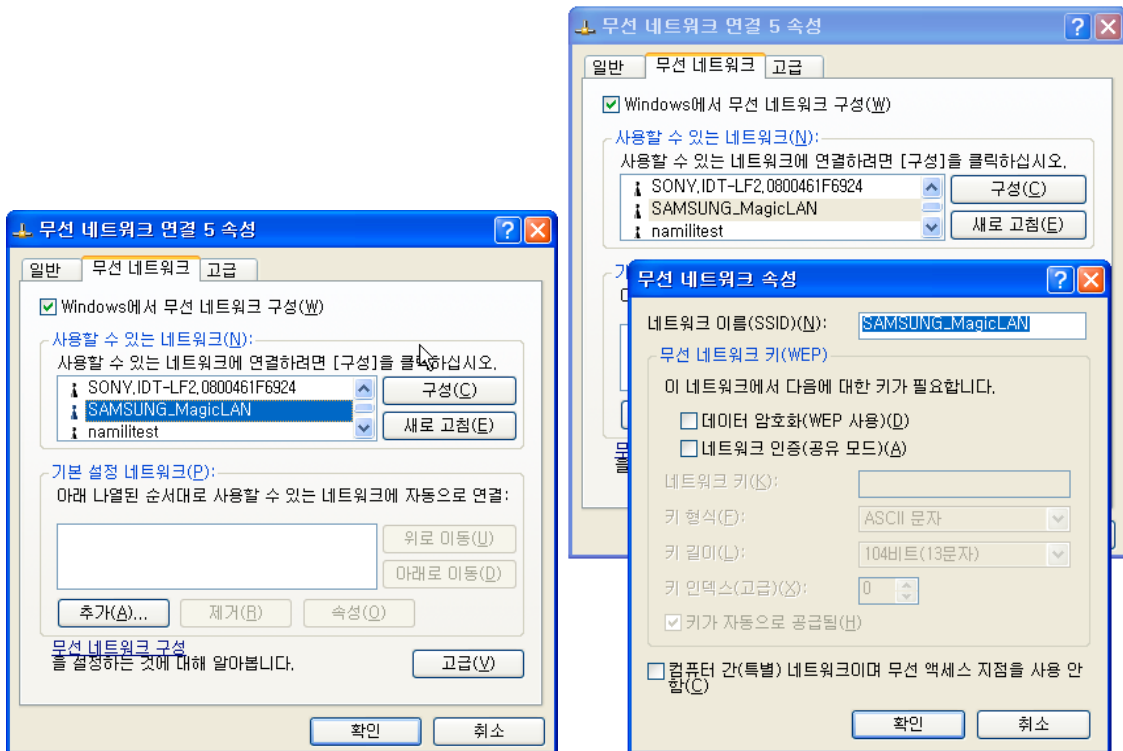 무선 네트워크 연결 5 속성
일반 무선 네트워크 고급
Windows에서 무선 네트워크 구성(W)
사용할 수 있는 네트워크(N):
사용할 수 있는 네트워크에 연결하려면 [구성]을 클릭하십시오.
SONY,IDT-LF2,0800461F6924
구성(C)
SAMSUNG_MagicLAN
namilitest
새로 고침(E)
기본 설정 네트워크(P):
아래 나열된 순서대로 사용할 수 있는 네트워크에 자동으로 연결:
위로 이동(U)
아래로 이동(D)
추가(A)... 제거(R) 속성(O)
무선 네트워크 구성
을 설정하는 것에 대해 알아봅니다.
고급(V)
확인 취소
무선 네트워크 연결 5 속성
일반 무선 네트워크 고급
Windows에서 무선 네트워크 구성(W)
사용할 수 있는 네트워크(N):
사용할 수 있는 네트워크에 연결하려면 [구성]을 클릭하십시오.
SONY,IDT-LF2,0800461F6924
구성(C)
SAMSUNG_MagicLAN
namilitest
새로 고침(E)
무선 네트워크 속성
네트워크 이름(SSID)(N): SAMSUNG_MagicLAN
무선 네트워크 키(WEP)
이 네트워크에서 다음에 대한 키가 필요합니다.
데이터 암호화(WEP 사용)(D)
네트워크 인증(공유 모드)(A)
네트워크 키(K):
키 형식(F): ASCII 문자
키 길이(L): 104비트(13문자)
키 인덱스(고급)(X): 0
키가 자동으로 공급됨(H)
컴퓨터 간(특별) 네트워크이며 무선 액세스 지점을 사용 안
함(C)
확인 취소